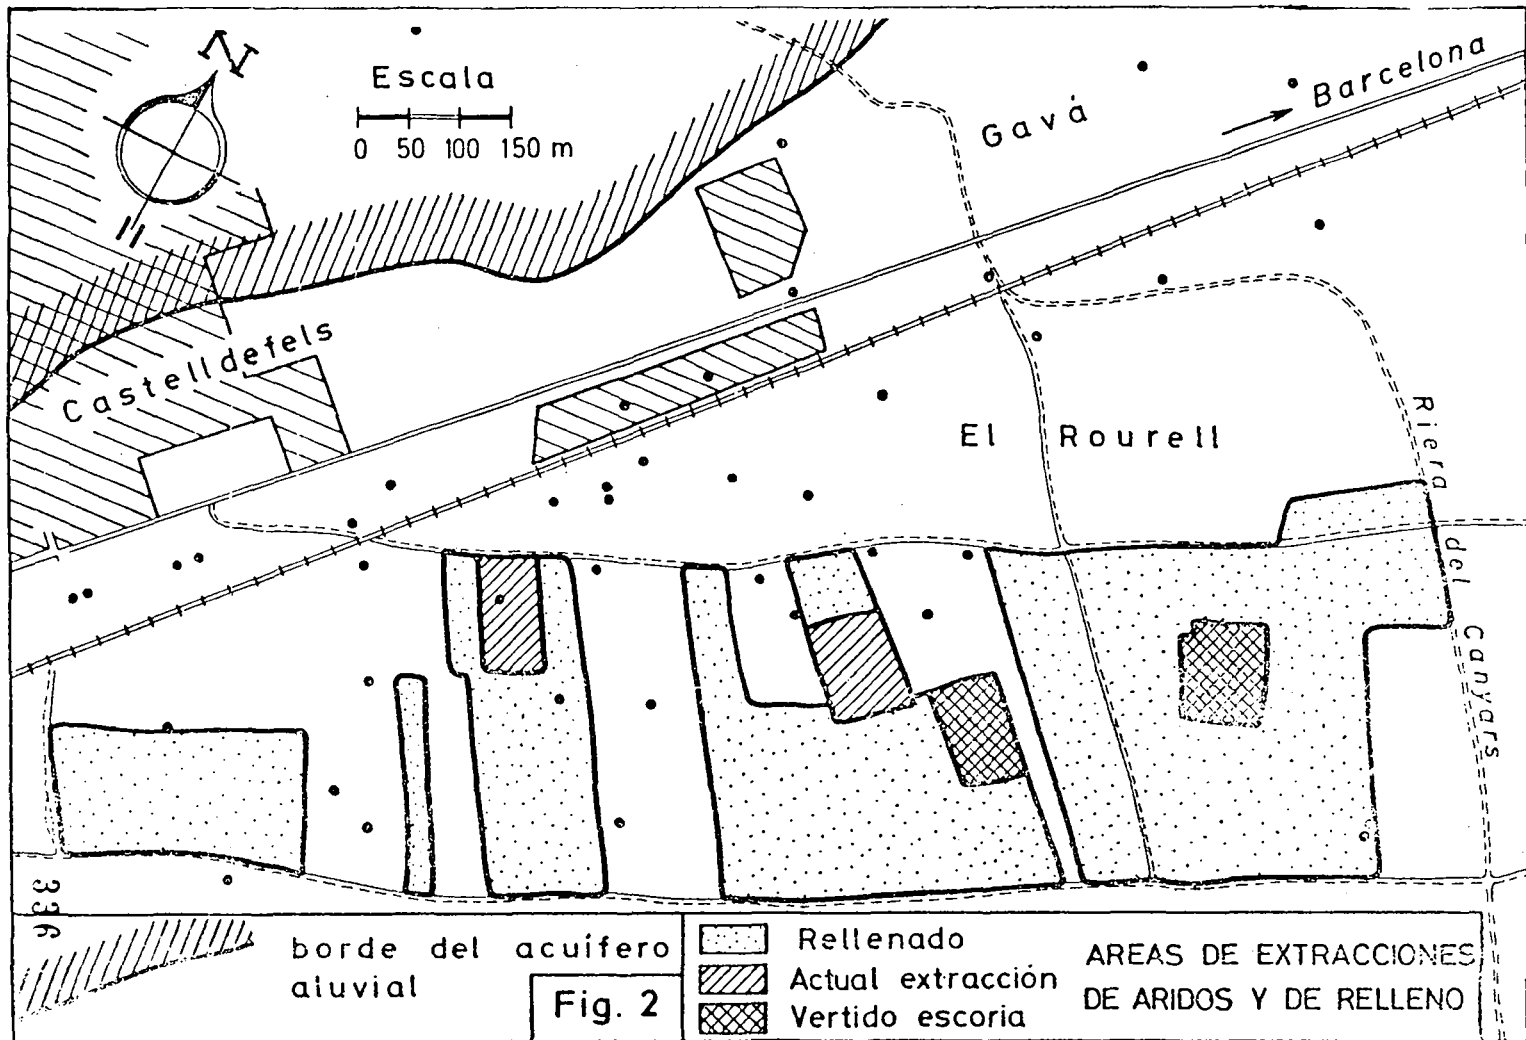 N
Escala
0 50 100 150 m
Gavá
Barcelona
Castelldefels
El Rourell
Riera del Canyars
336
borde del acuífero
aluvial
Fig. 2
Rellenado
Actual extracción
Vertido escoria
AREAS DE EXTRACCIONES
DE ARIDOS Y DE RELLENO